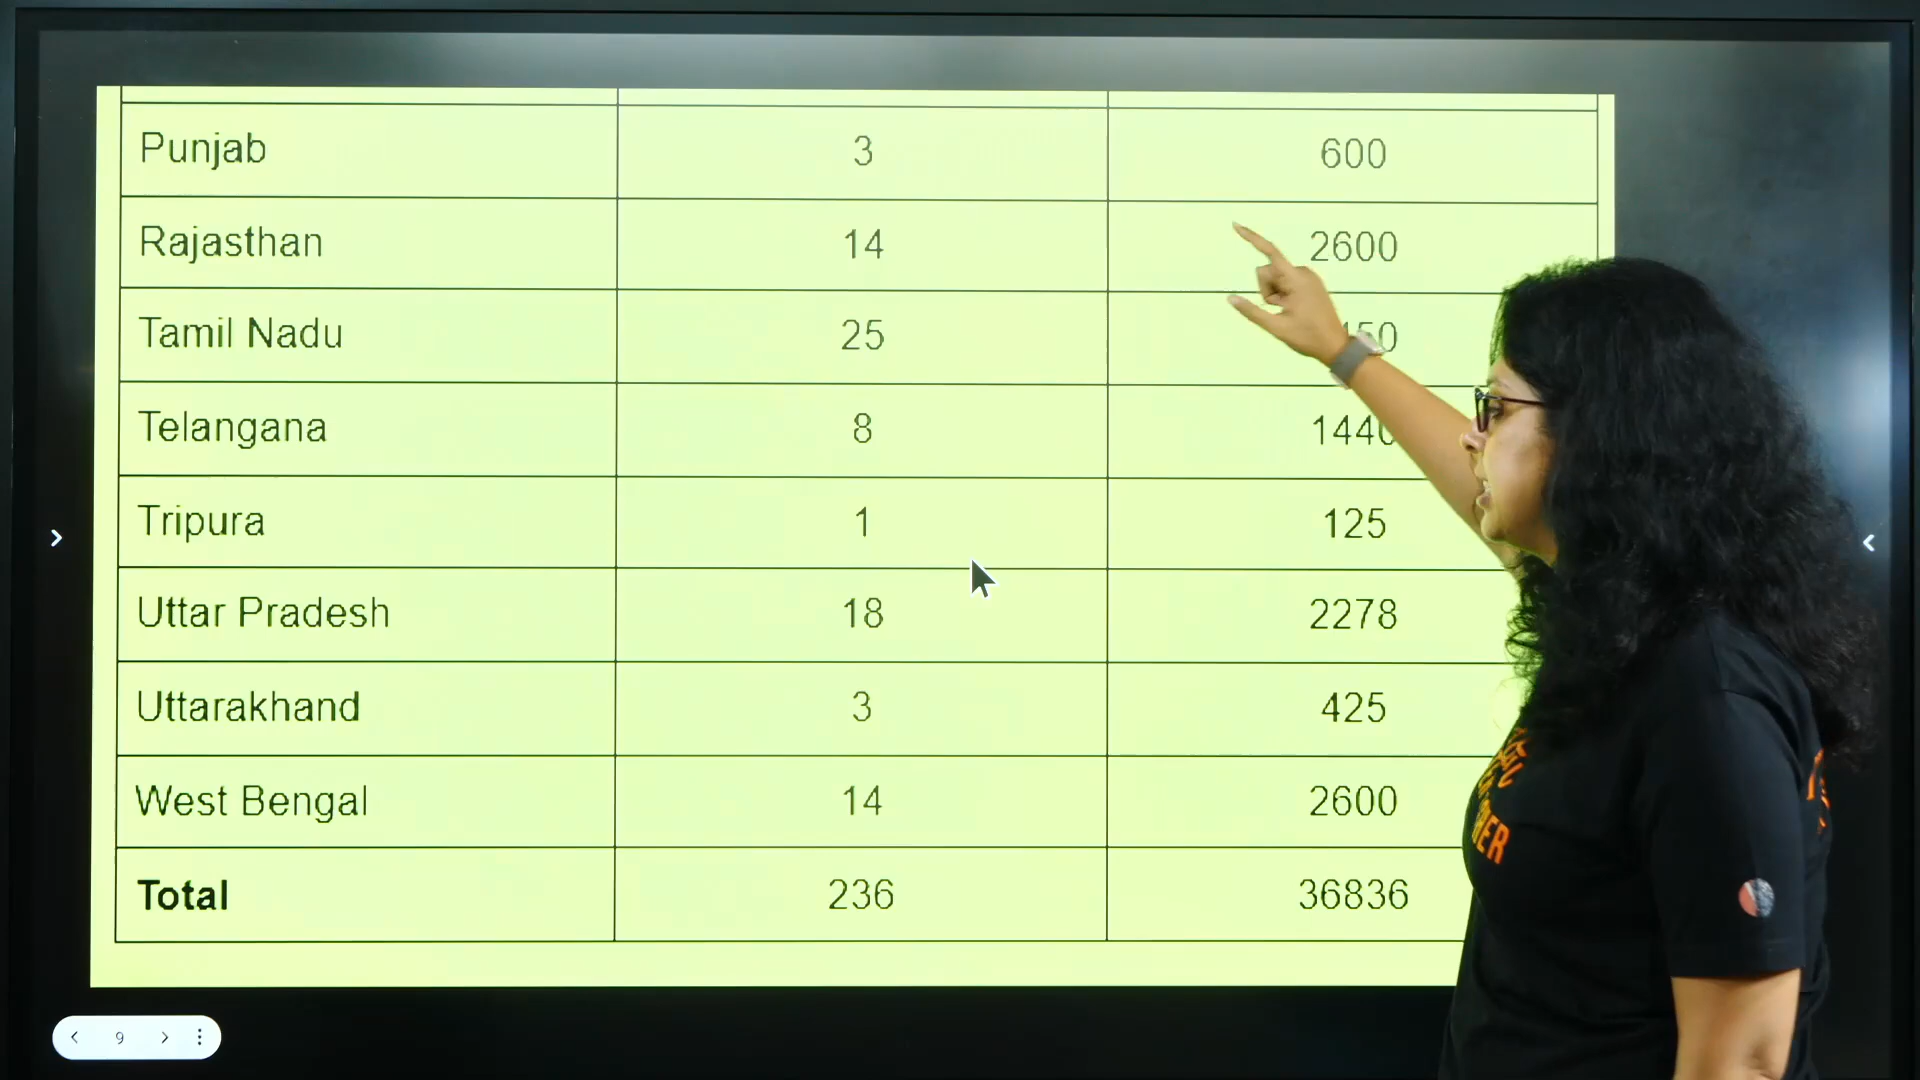 Punjab 3 600
Rajasthan 14 2600
Tamil Nadu 25
Telangana 8 1440
Tripura 1 125
Uttar Pradesh 18 2278
Uttarakhand 3 425
West Bengal 14 2600
Total 236 36836
9